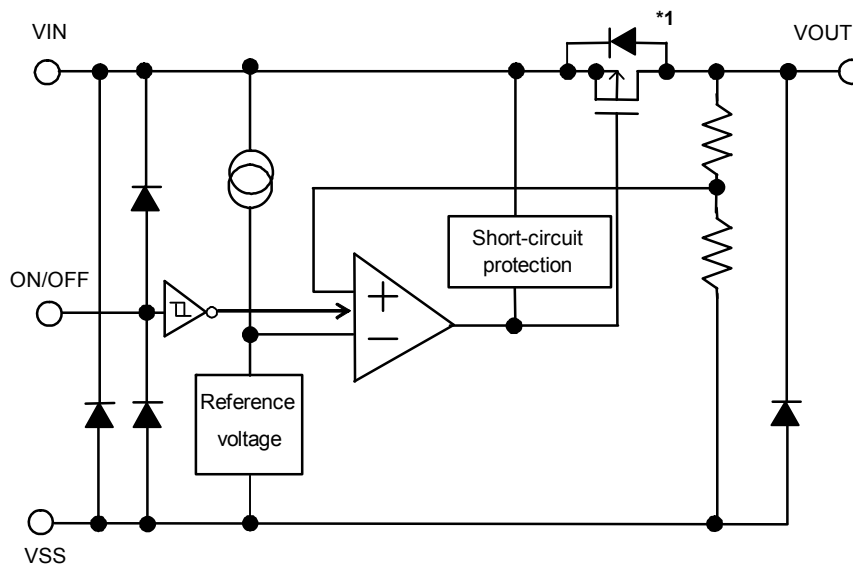 *1
VIN
VOUT
Short-circuit
protection
ON/OFF
+
−
Reference
voltage
VSS